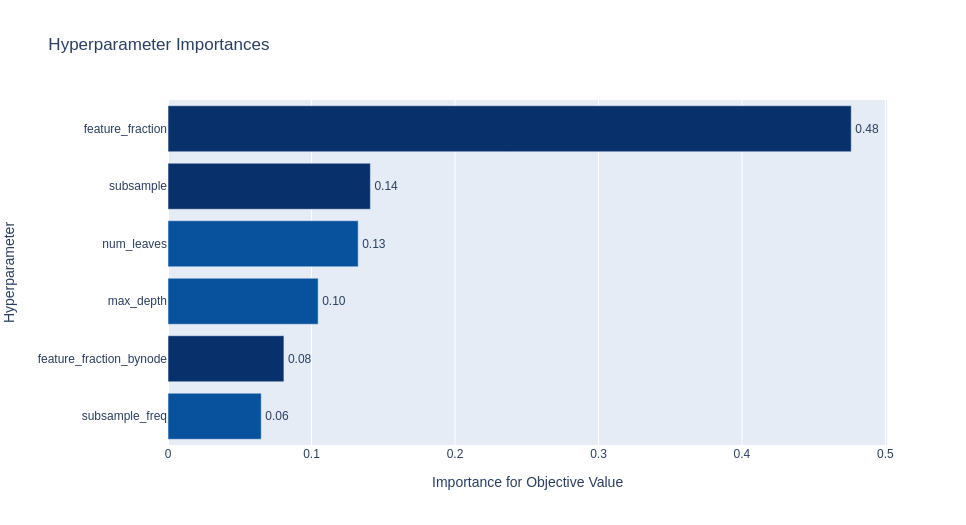 Hyperparameter Importances
Hyperparameter
feature_fraction 0.48
subsample 0.14
num_leaves 0.13
max_depth 0.10
feature_fraction_bynode 0.08
subsample_freq 0.06
0 0.1 0.2 0.3 0.4 0.5
Importance for Objective Value